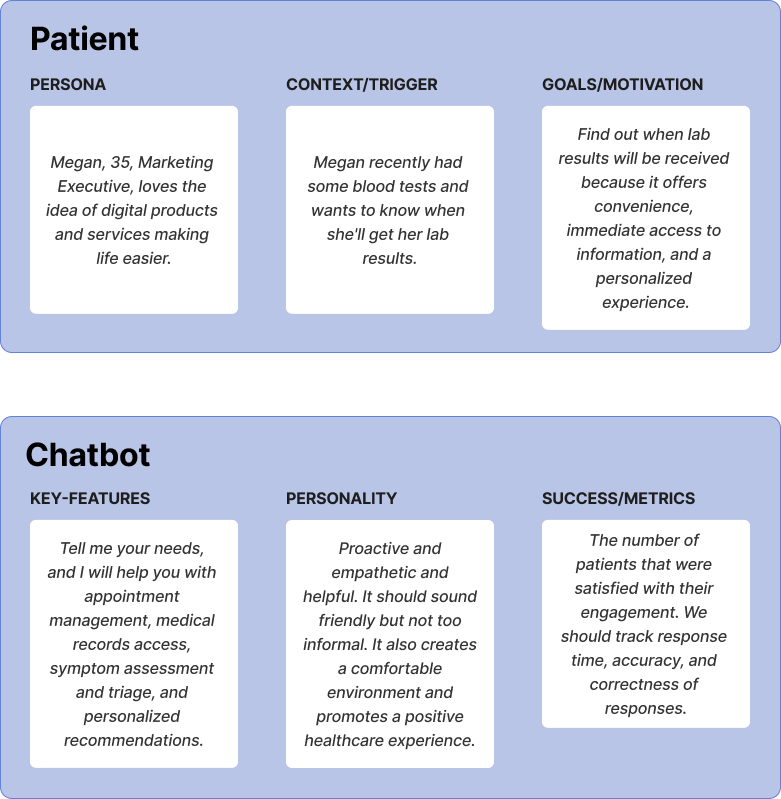 Patient
PERSONA
Megan, 35, Marketing
Executive, loves the
idea of digital products
and services making
life easier.
CONTEXT/TRIGGER
Megan recently had
some blood tests and
wants to know when
she'll get her lab
results.
GOALS/MOTIVATION
Find out when lab
results will be received
because it offers
convenience,
immediate access to
information, and a
personalized
experience.
Chatbot
KEY-FEATURES
Tell me your needs,
and I will help you with
appointment
management, medical
records access,
symptom assessment
and triage, and
personalized
recommendations.
PERSONALITY
Proactive and
empathetic and
helpful. It should sound
friendly but not too
informal. It also creates
a comfortable
environment and
promotes a positive
healthcare experience.
SUCCESS/METRICS
The number of
patients that were
satisfied with their
engagement. We
should track response
time, accuracy, and
correctness of
responses.